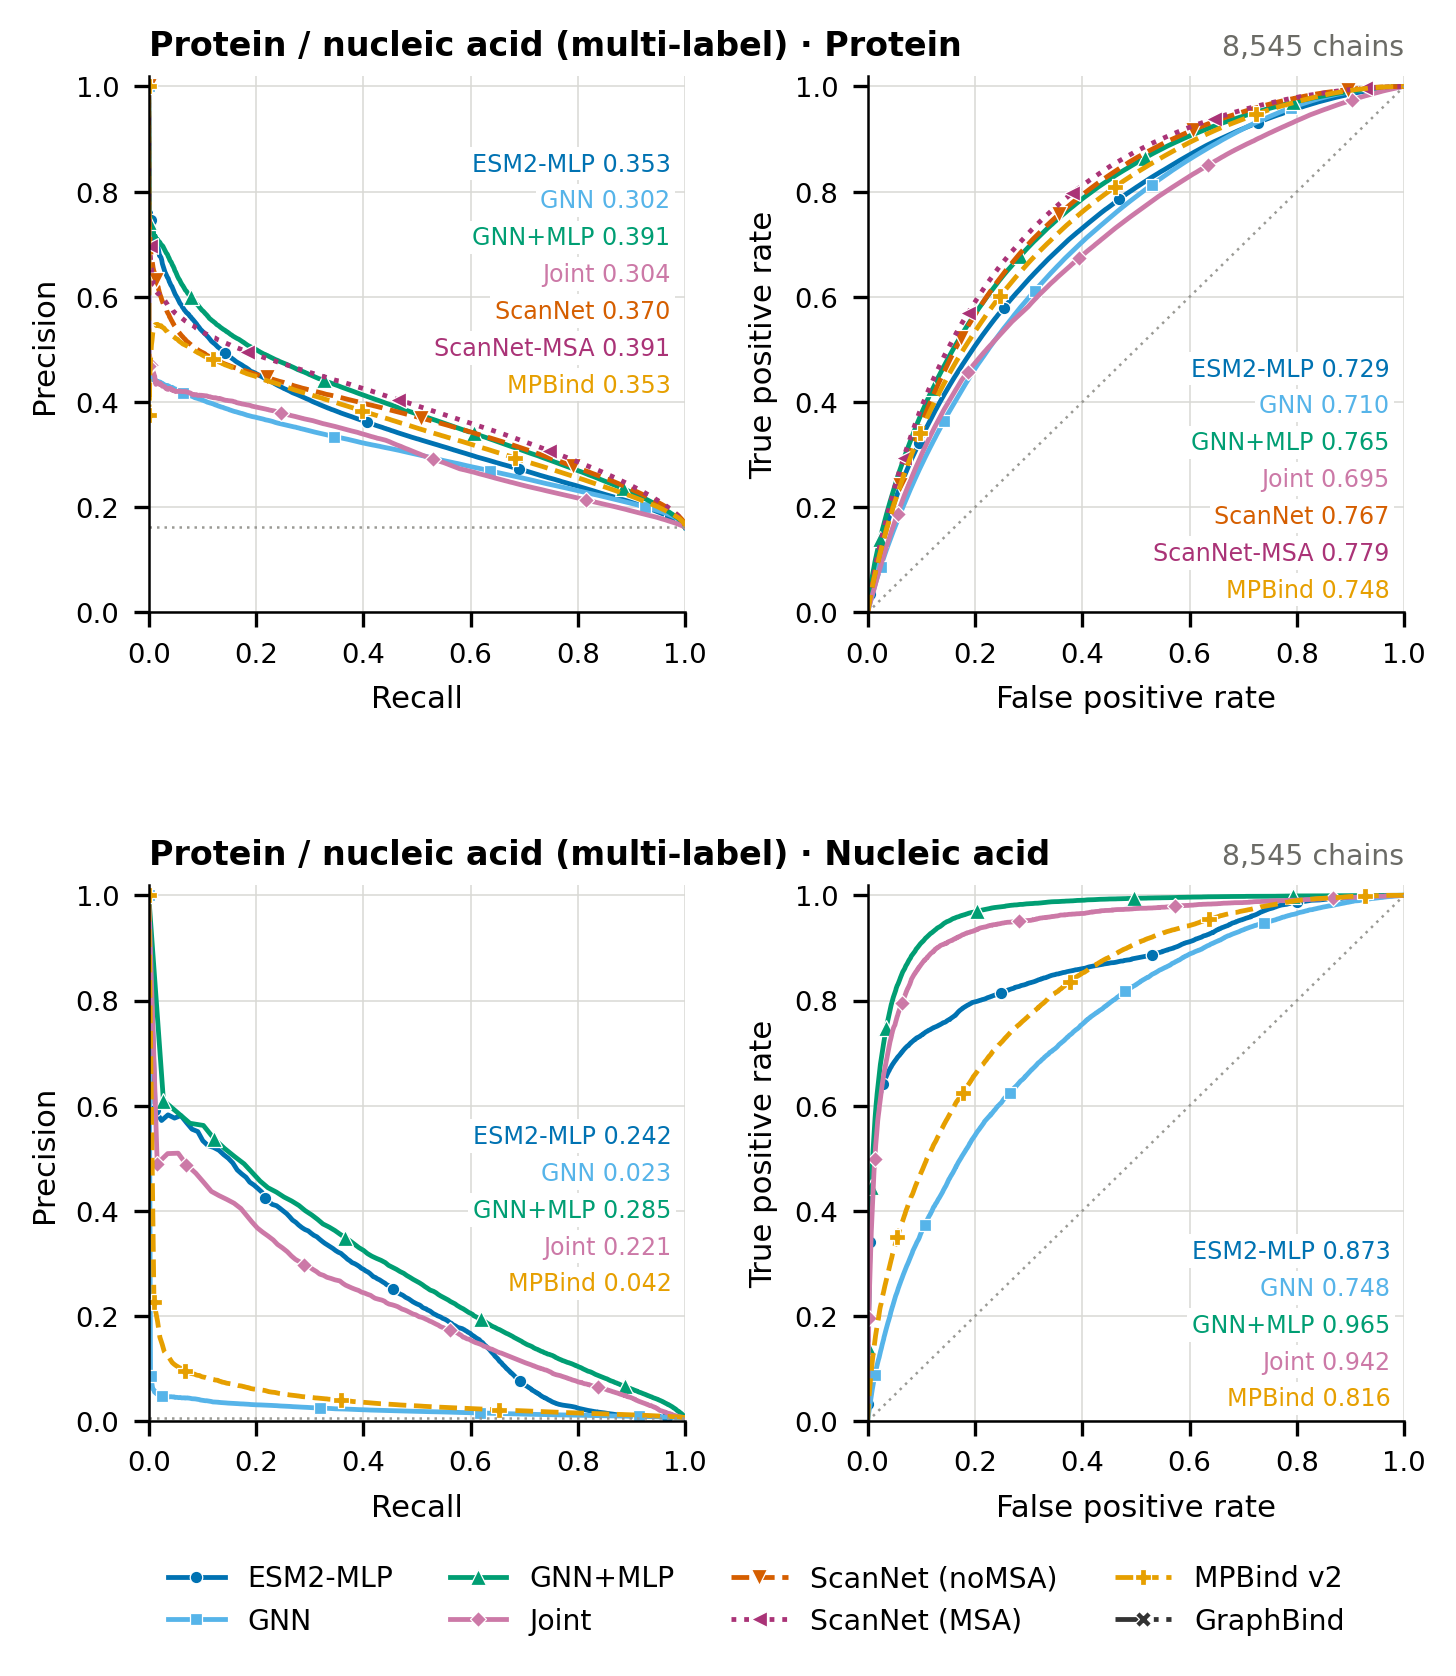 Protein / nucleic acid (multi-label) · Protein
8,545 chains
1.0
0.8
0.6
0.4
0.2
0.0
Precision
ESM2-MLP 0.353
GNN 0.302
GNN+MLP 0.391
Joint 0.304
ScanNet 0.370
ScanNet-MSA 0.391
MPBind 0.353
0.0 0.2 0.4 0.6 0.8 1.0
Recall
1.0
0.8
0.6
0.4
0.2
0.0
True positive rate
ESM2-MLP 0.729
GNN 0.710
GNN+MLP 0.765
Joint 0.695
ScanNet 0.767
ScanNet-MSA 0.779
MPBind 0.748
0.0 0.2 0.4 0.6 0.8 1.0
False positive rate
Protein / nucleic acid (multi-label) · Nucleic acid
8,545 chains
1.0
0.8
0.6
0.4
0.2
0.0
Precision
ESM2-MLP 0.242
GNN 0.023
GNN+MLP 0.285
Joint 0.221
MPBind 0.042
0.0 0.2 0.4 0.6 0.8 1.0
Recall
1.0
0.8
0.6
0.4
0.2
0.0
True positive rate
ESM2-MLP 0.873
GNN 0.748
GNN+MLP 0.965
Joint 0.942
MPBind 0.816
0.0 0.2 0.4 0.6 0.8 1.0
False positive rate
ESM2-MLP
GNN
GNN+MLP
Joint
ScanNet (noMSA)
ScanNet (MSA)
MPBind v2
GraphBind